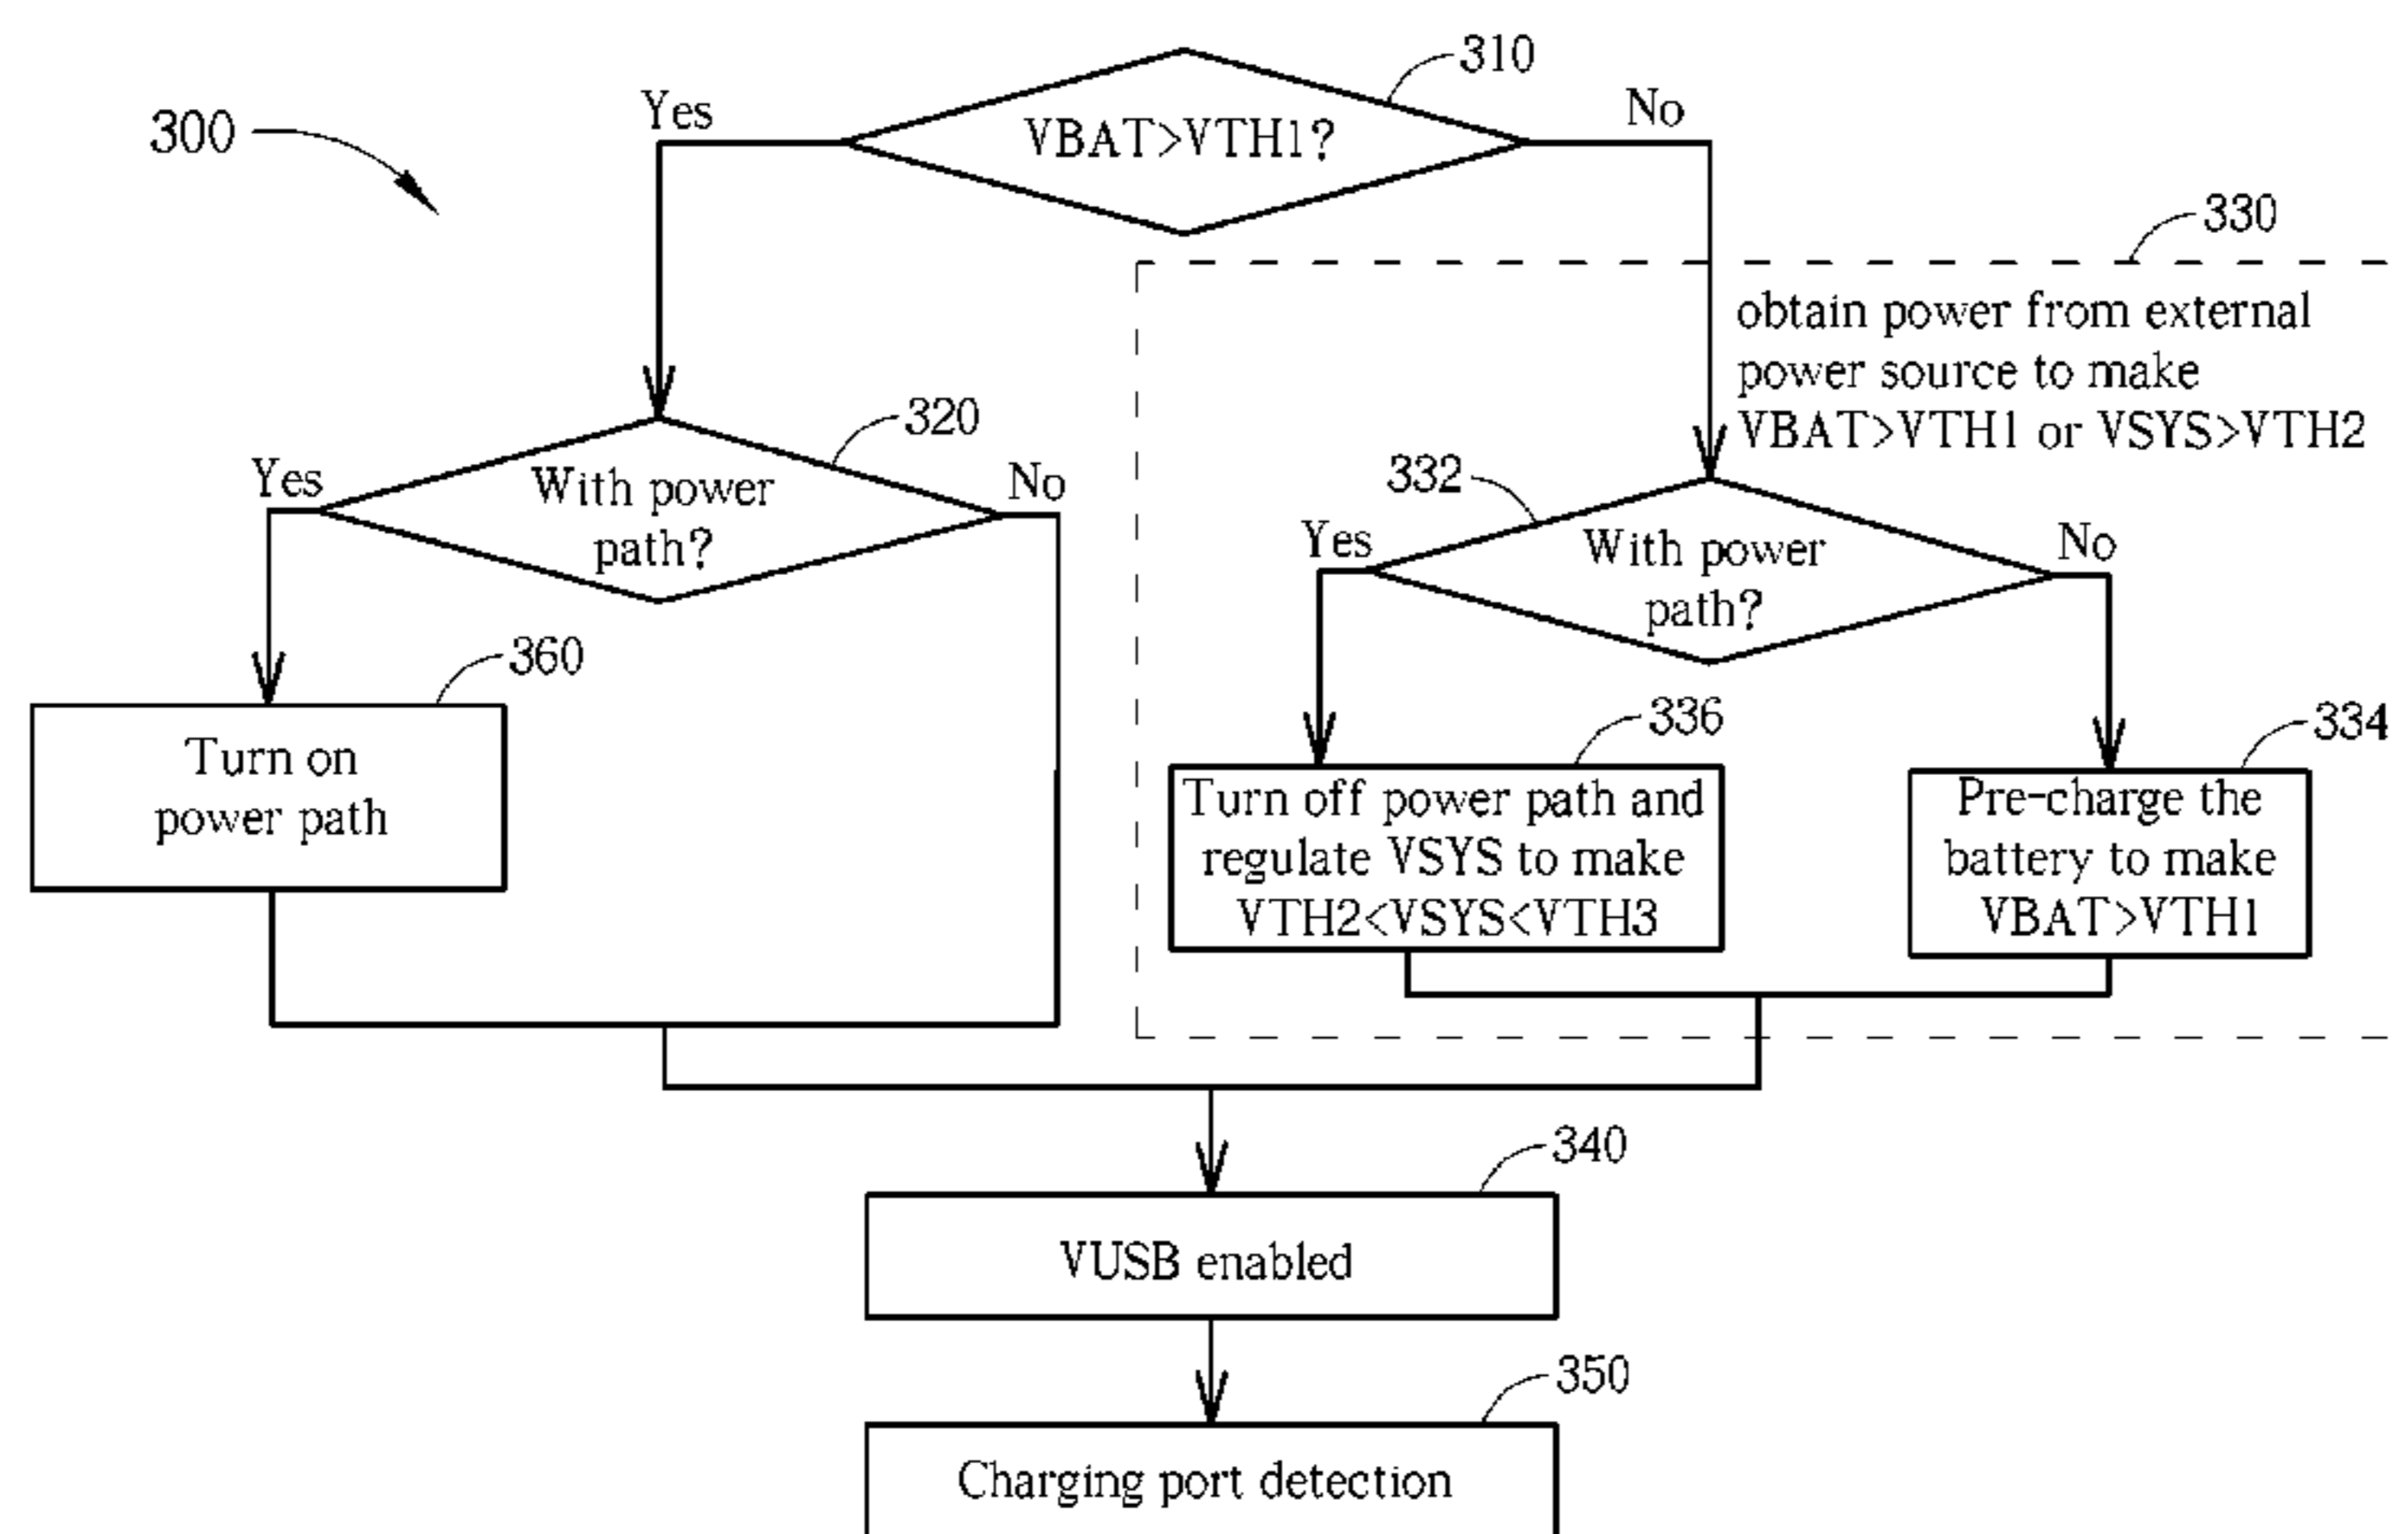 310
Yes
No
VBAT>VTH1?
300
330
obtain power from external
power source to make
VBAT>VTH1 or VSYS>VTH2
320
Yes
With power
path?
No
332
Yes
With power
path?
No
360
Turn on
power path
336
Turn off power path and
regulate VSYS to make
VTH2<VSYS<VTH3
334
Pre-charge the
battery to make
VBAT>VTH1
340
VUSB enabled
350
Charging port detection